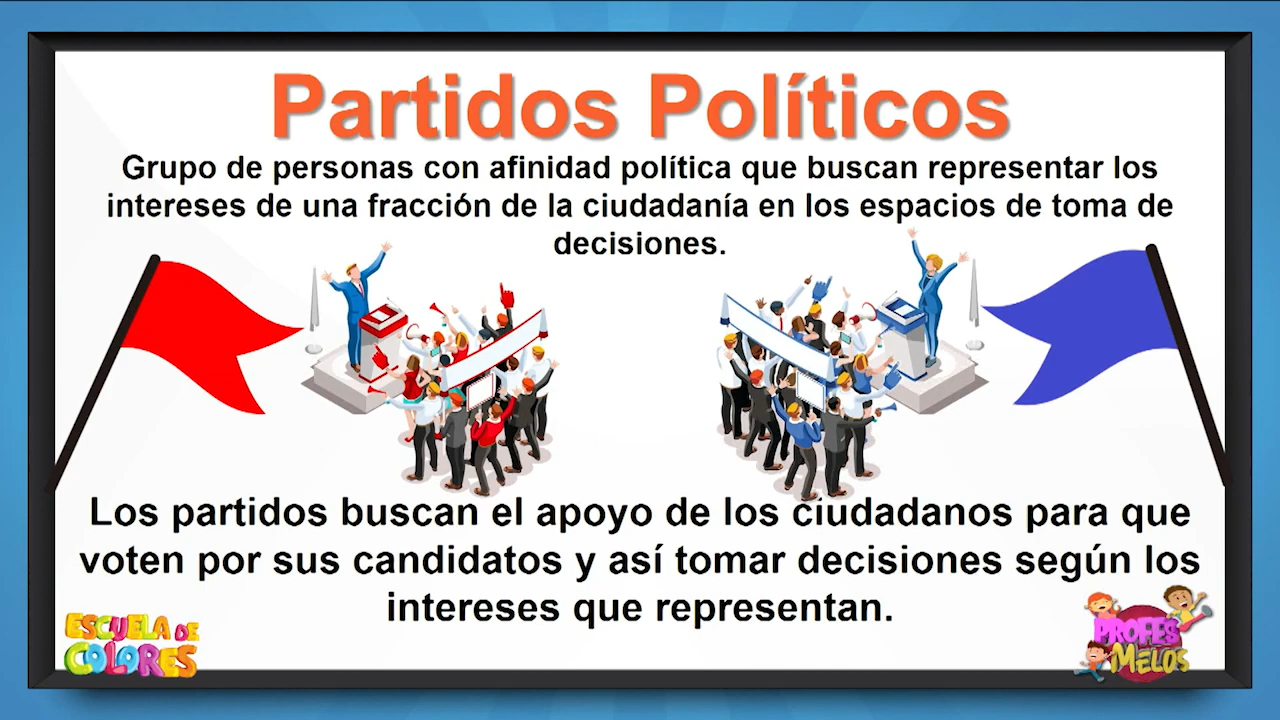 Partidos Políticos
Grupo de personas con afinidad política que buscan representar los
intereses de una fracción de la ciudadanía en los espacios de toma de
decisiones.
Los partidos buscan el apoyo de los ciudadanos para que
voten por sus candidatos y así tomar decisiones según los
intereses que representan.
ESCUELA DE
COLORES
PROFES
MELOS